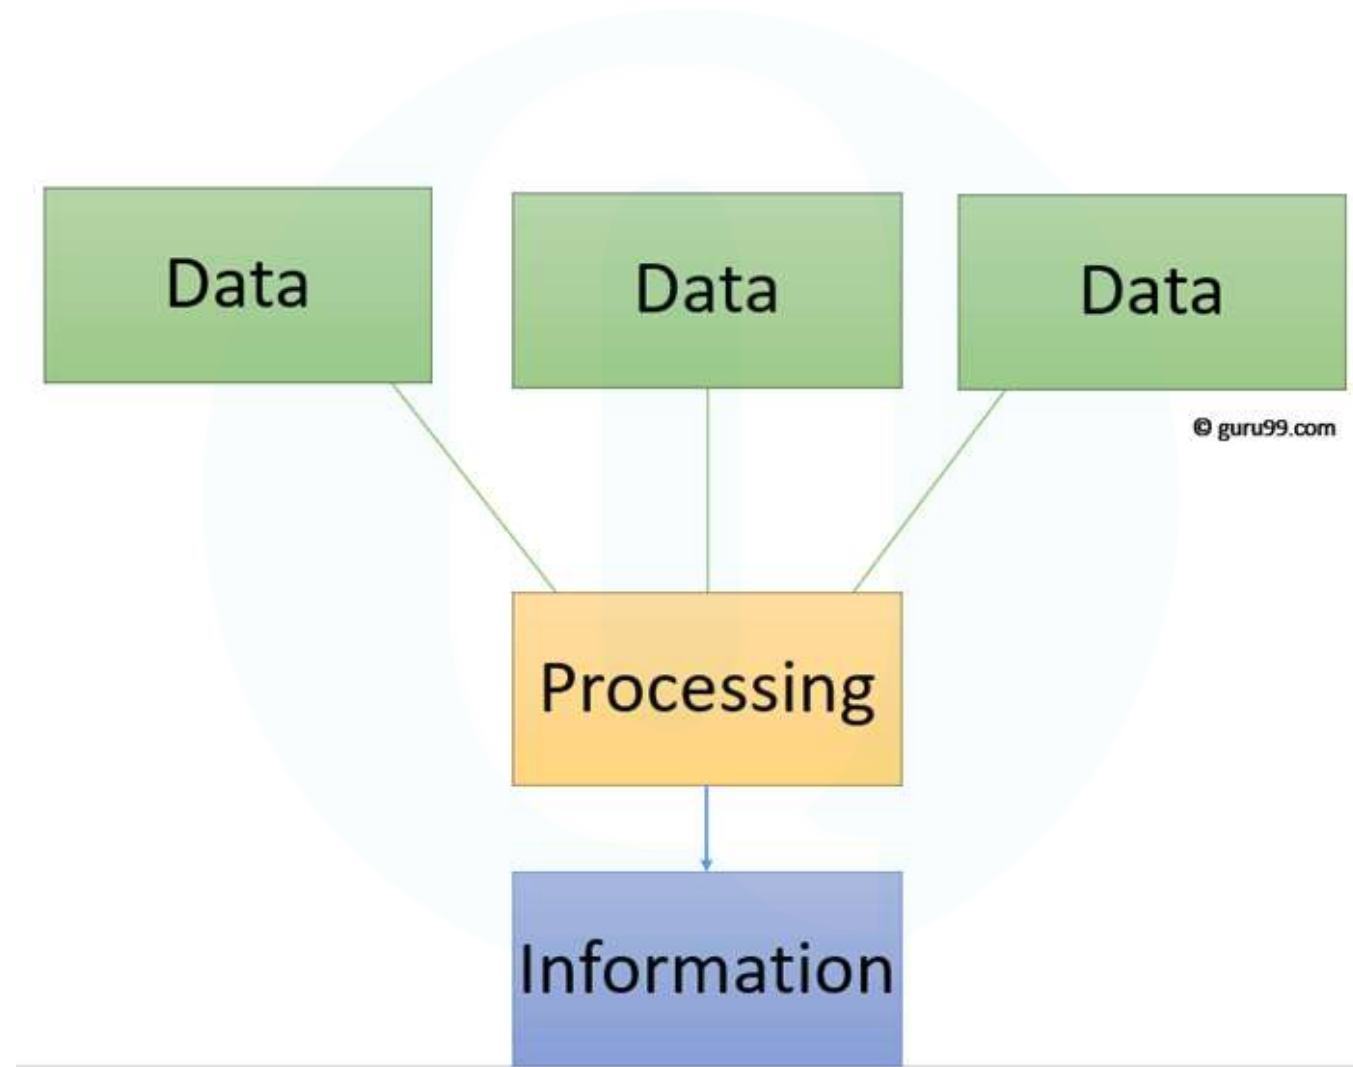 Data
Data
Data
© guru99.com
Processing
Information